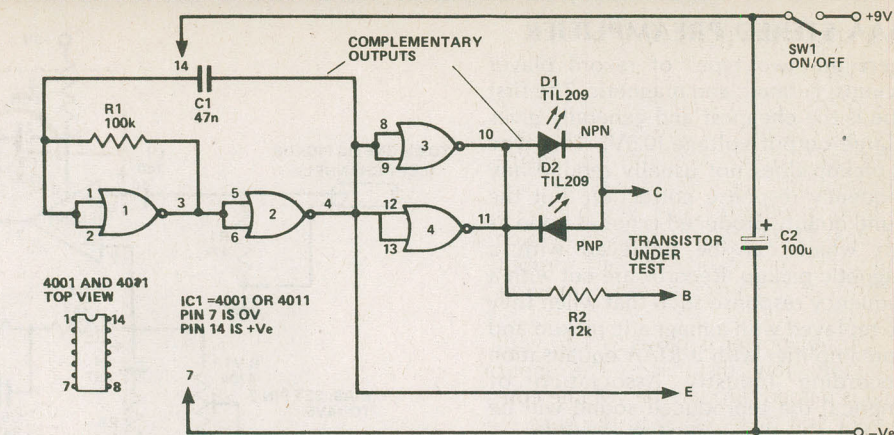 +9V
SW1
ON/OFF
14
C1
47n
COMPLEMENTARY
OUTPUTS
R1
100k
D1
TIL209
NPN
8
9
3
10
1
2
1
3
5
6
2
4
12
13
4
11
D2
TIL209
PNP
C
TRANSISTOR
UNDER
TEST
+
C2
100u
B
R2
12k
4001 AND 4011
TOP VIEW
1
14
7
8
IC1 =4001 OR 4011
PIN 7 IS OV
PIN 14 IS +Ve
7
E
-Ve